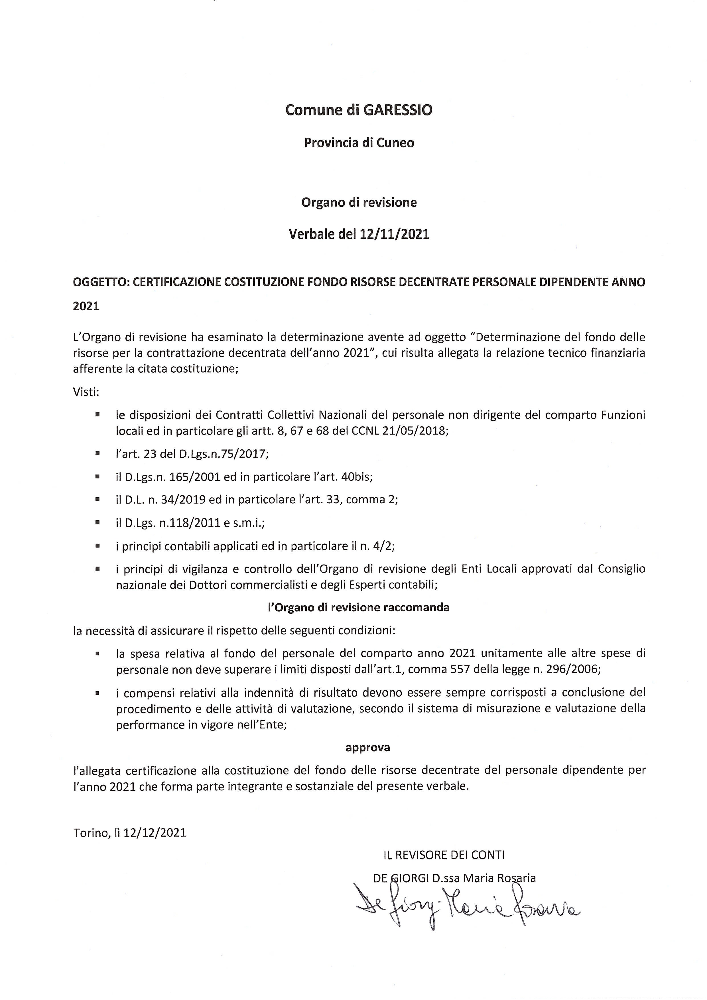 Comune di GARESSIO
Provincia di Cuneo
Organo di revisione
Verbale del 12/11/2021
OGGETTO: CERTIFICAZIONE COSTITUZIONE FONDO RISORSE DECENTRATE PERSONALE DIPENDENTE ANNO
2021
L’Organo di revisione ha esaminato la determinazione avente ad oggetto “Determinazione del fondo delle
risorse per la contrattazione decentrata dell’anno 2021”, cui risulta allegata la relazione tecnico finanziaria
afferente la citata costituzione;
Visti:
▪ le disposizioni dei Contratti Collettivi Nazionali del personale non dirigente del comparto Funzioni
locali ed in particolare gli artt. 8, 67 e 68 del CCNL 21/05/2018;
▪ l’art. 23 del D.Lgs.n.75/2017;
▪ il D.Lgs.n. 165/2001 ed in particolare l’art. 40bis;
▪ il D.L. n. 34/2019 ed in particolare l’art. 33, comma 2;
▪ il D.Lgs. n.118/2011 e s.m.i.;
▪ i principi contabili applicati ed in particolare il n. 4/2;
▪ i principi di vigilanza e controllo dell’Organo di revisione degli Enti Locali approvati dal Consiglio
nazionale dei Dottori commercialisti e degli Esperti contabili;
l’Organo di revisione raccomanda
la necessità di assicurare il rispetto delle seguenti condizioni:
▪ la spesa relativa al fondo del personale del comparto anno 2021 unitamente alle altre spese di
personale non deve superare i limiti disposti dall’art.1, comma 557 della legge n. 296/2006;
▪ i compensi relativi alla indennità di risultato devono essere sempre corrisposti a conclusione del
procedimento e delle attività di valutazione, secondo il sistema di misurazione e valutazione della
performance in vigore nell’Ente;
approva
l'allegata certificazione alla costituzione del fondo delle risorse decentrate del personale dipendente per
l’anno 2021 che forma parte integrante e sostanziale del presente verbale.
Torino, lì 12/12/2021
IL REVISORE DEI CONTI
DE GIORGI D.ssa Maria Rosaria
De Giorgi Maria Rosaria